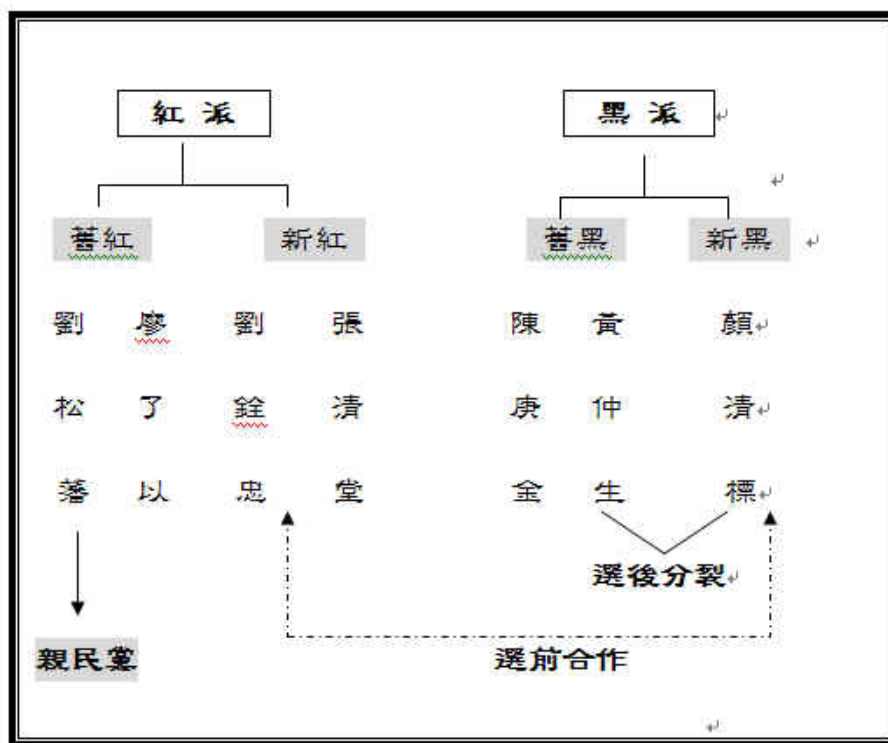 紅 派 黑 派
舊紅 新紅 舊黑 新黑
劉 廖 劉 張 陳 黃 顏
松 了 銓 清 庚 仲 清
藩 以 忠 堂 金 生 標
選後分裂
親民黨 選前合作